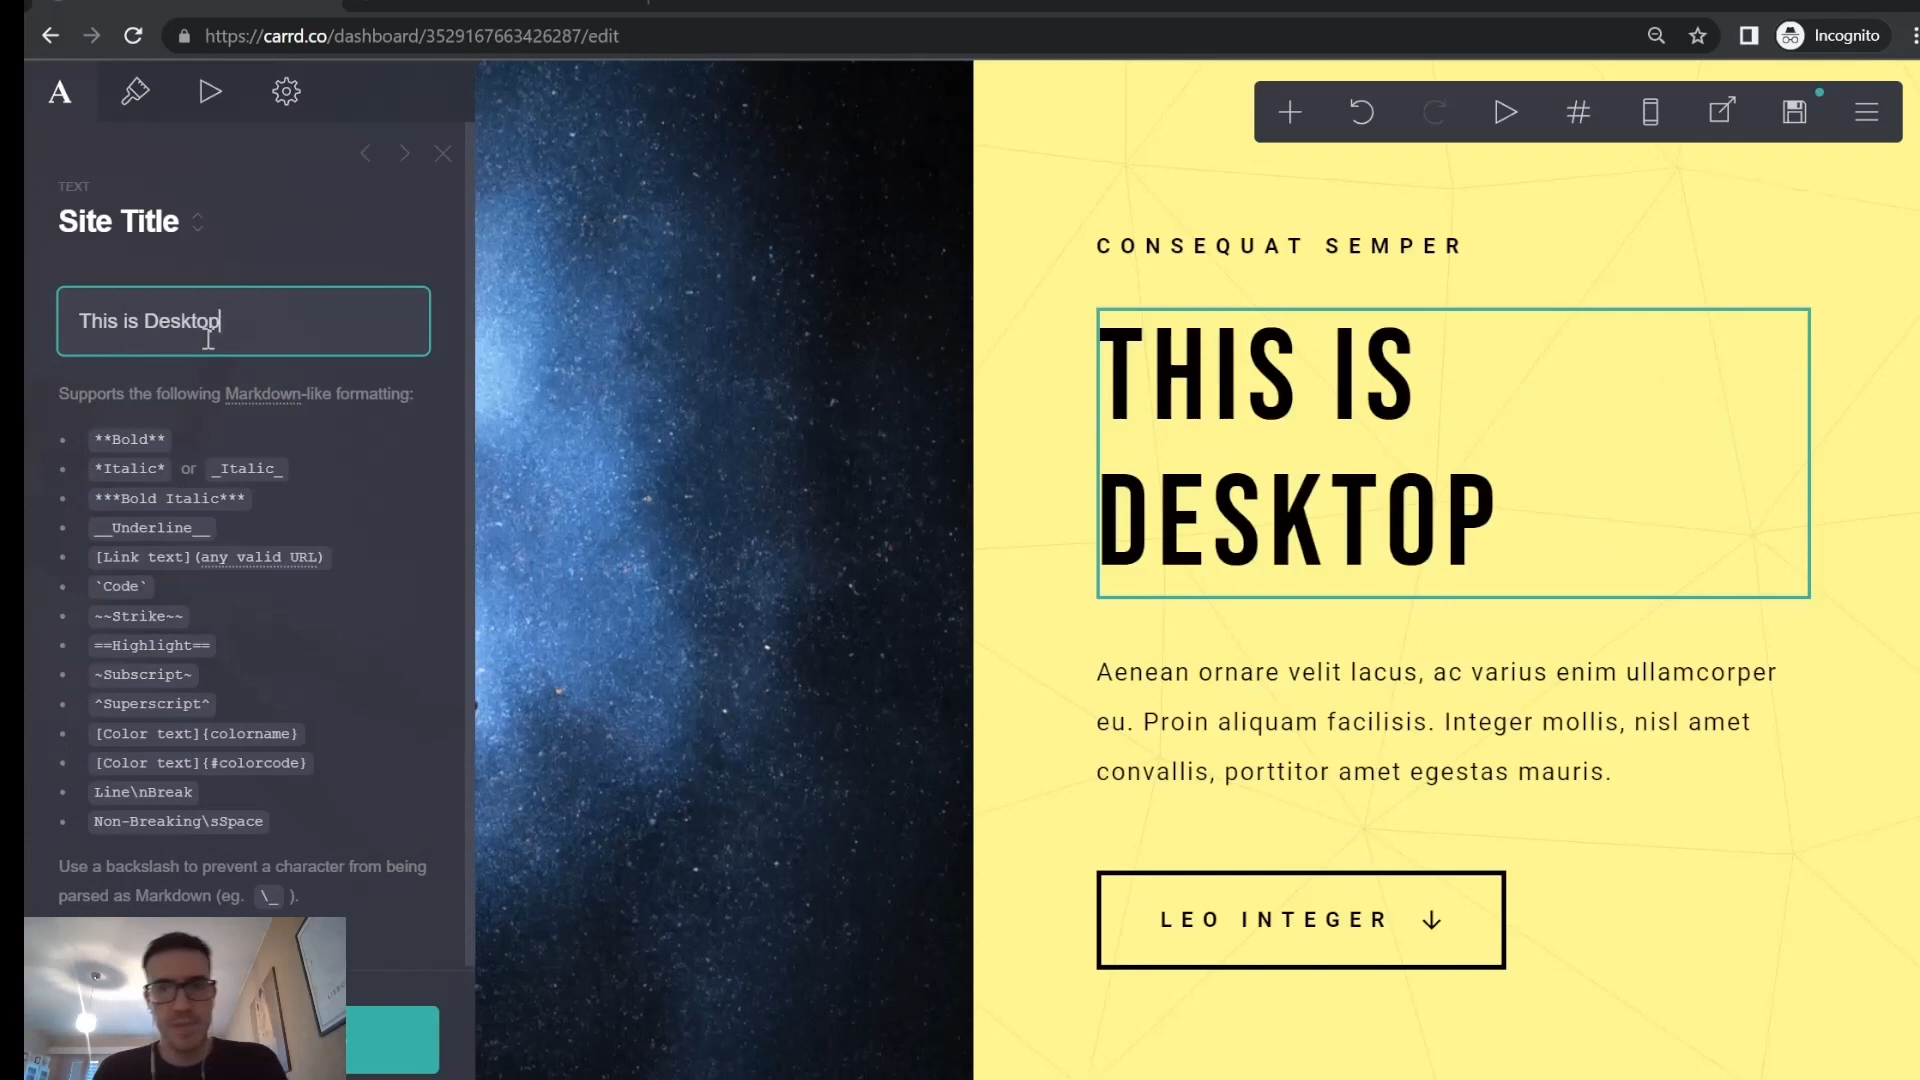 https://carrd.co/dashboard/3529167663426287/edit
Incognito
A
TEXT
Site Title
This is Desktop
Supports the following Markdown-like formatting:
**Bold**
*Italic* or _Italic_
***Bold Italic***
__Underline__
[Link text](any valid URL)
`Code`
~~Strike~~
==Highlight==
~Subscript~
^Superscript^
[Color text]{colorname}
[Color text]{#colorcode}
Line\nBreak
Non-Breaking\sSpace
Use a backslash to prevent a character from being
parsed as Markdown (eg. \_ ).
CONSEQUAT SEMPER
THIS IS
DESKTOP
Aenean ornare velit lacus, ac varius enim ullamcorper
eu. Proin aliquam facilisis. Integer mollis, nisl amet
convallis, porttitor amet egestas mauris.
LEO INTEGER ↓